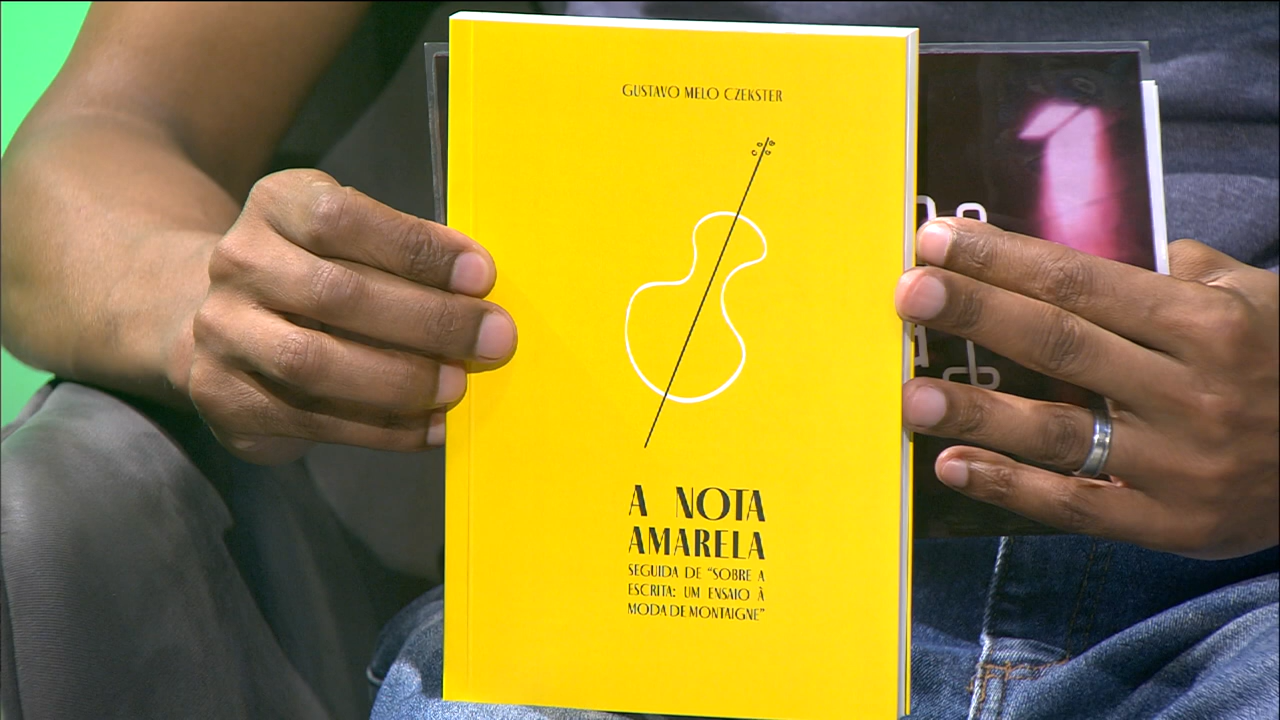 GUSTAVO MELO CZEKSTER
A NOTA
AMARELA
SEGUIDA DE "SOBRE A
ESCRITA: UM ENSAIO À
MODA DE MONTAIGNE"